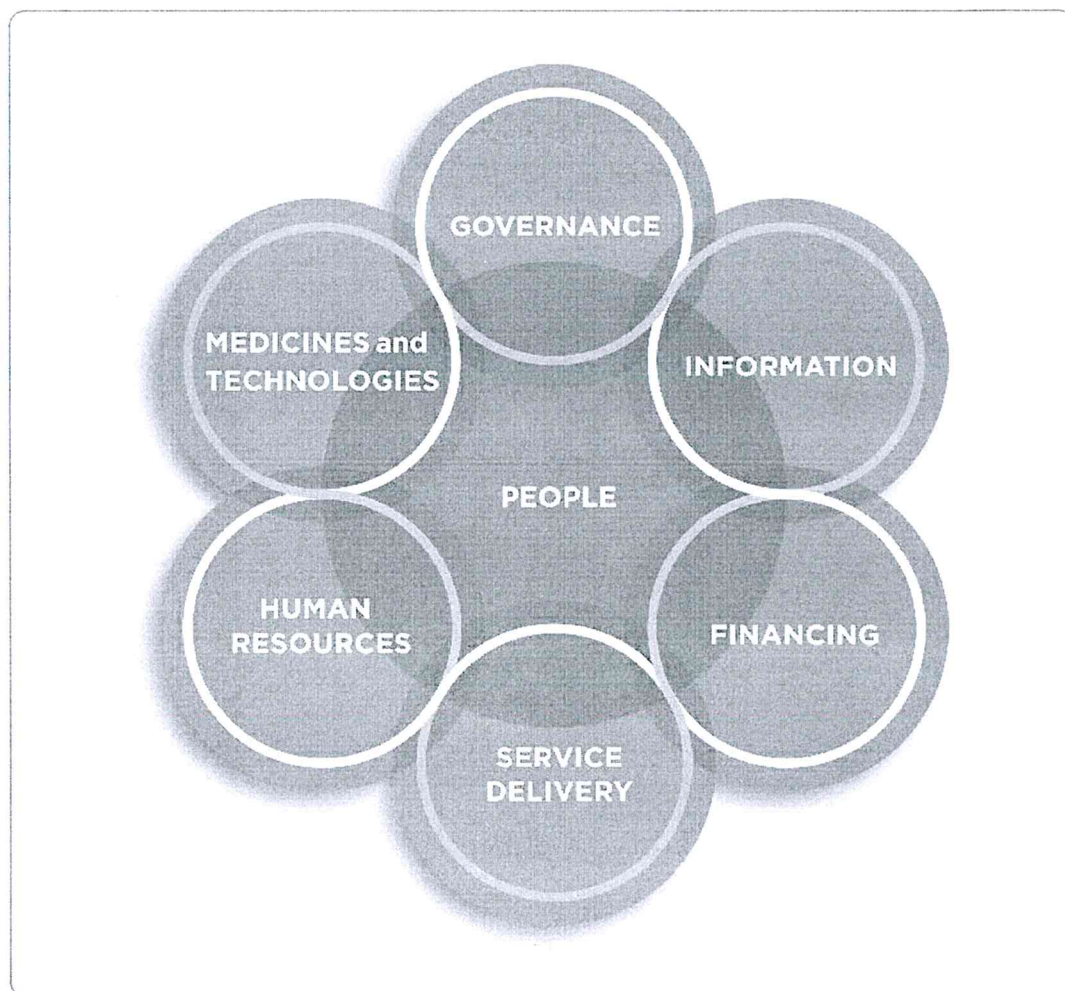 GOVERNANCE
MEDICINES and
TECHNOLOGIES
INFORMATION
PEOPLE
HUMAN
RESOURCES
FINANCING
SERVICE
DELIVERY